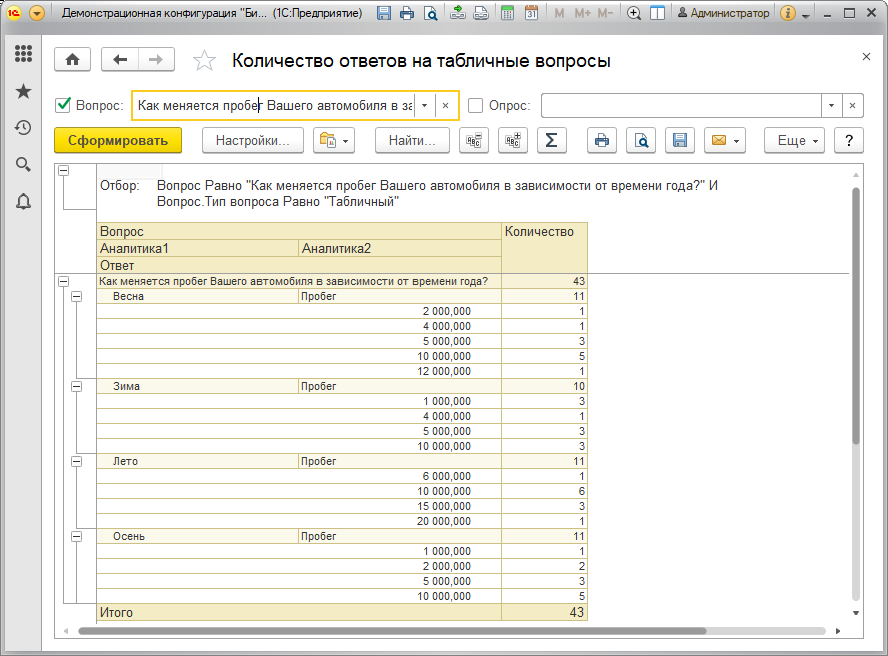 Демонстрационная конфигурация "Би... (1С:Предприятие) M M+ M- Администратор
Количество ответов на табличные вопросы
Вопрос: Как меняется пробег Вашего автомобиля в за Опрос:
Сформировать Настройки... Найти... Еще ?
Отбор: Вопрос Равно "Как меняется пробег Вашего автомобиля в зависимости от времени года?" И
Вопрос.Тип вопроса Равно "Табличный"
Вопрос Количество
Аналитика1 Аналитика2
Ответ
Как меняется пробег Вашего автомобиля в зависимости от времени года? 43
Весна Пробег 11
2 000,000 1
4 000,000 1
5 000,000 3
10 000,000 5
12 000,000 1
Зима Пробег 10
1 000,000 3
4 000,000 1
5 000,000 3
10 000,000 3
Лето Пробег 11
6 000,000 1
10 000,000 6
15 000,000 3
20 000,000 1
Осень Пробег 11
1 000,000 1
2 000,000 2
5 000,000 3
10 000,000 5
Итого 43